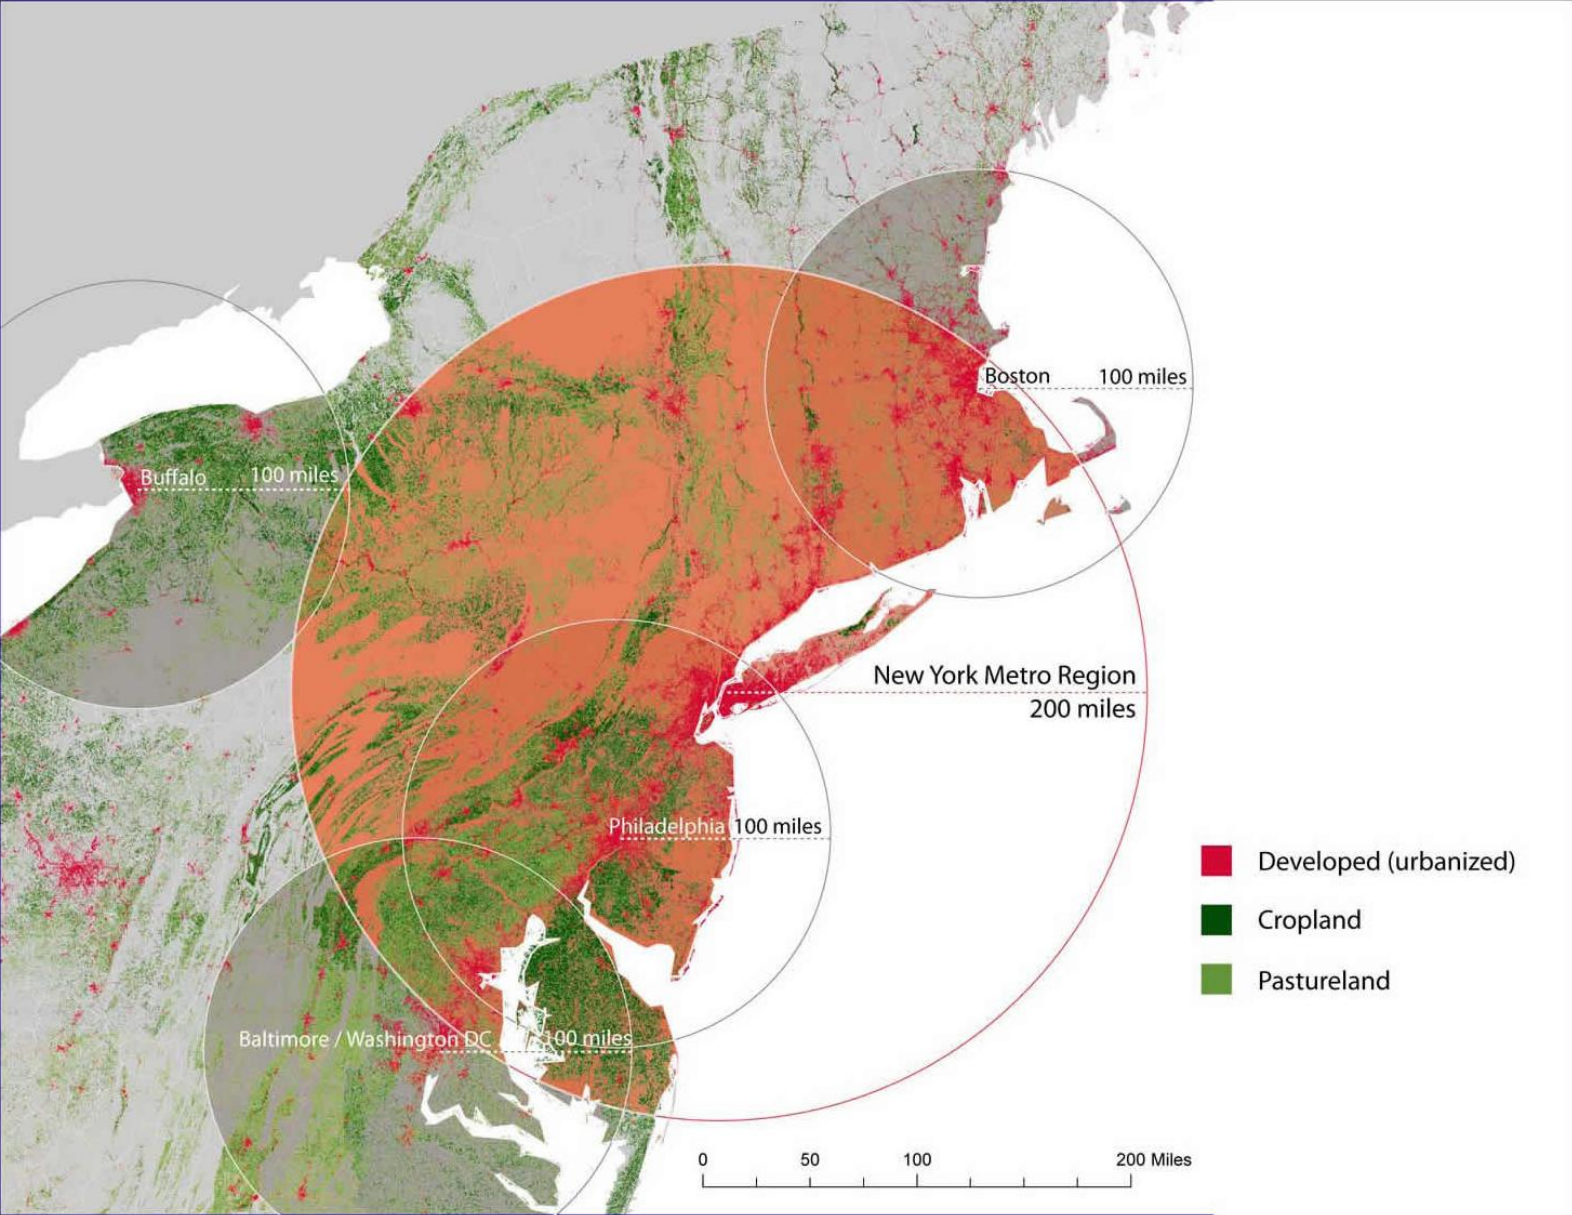 Boston 100 miles
Buffalo 100 miles
New York Metro Region
200 miles
Philadelphia 100 miles
Developed (urbanized)
Cropland
Pastureland
Baltimore / Washington DC 100 miles
0 50 100 200 Miles